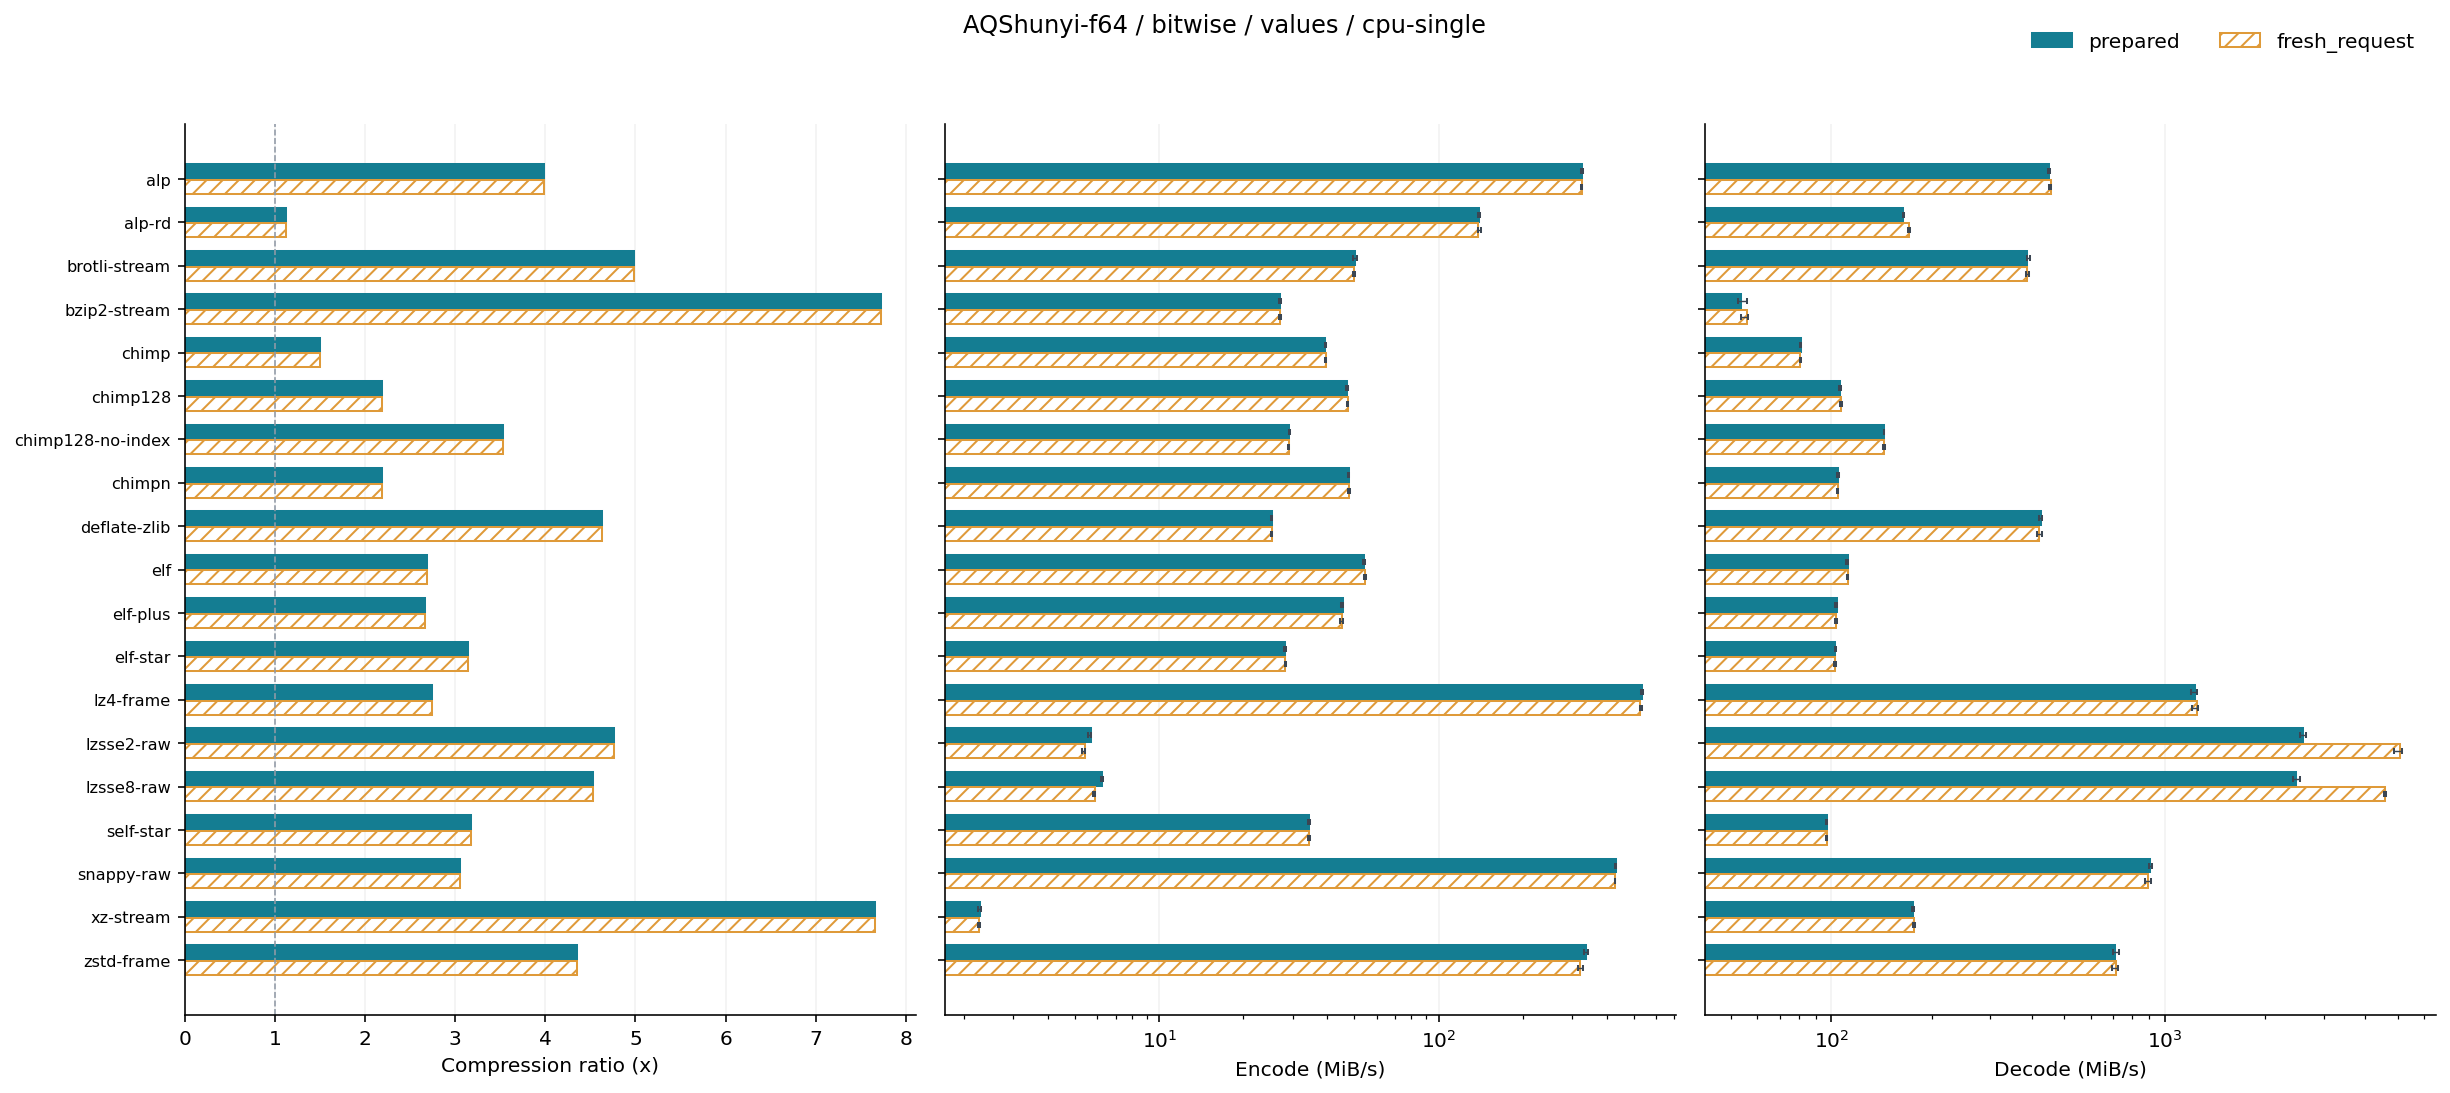 AQShunyi-f64 / bitwise / values / cpu-single
prepared
fresh_request
alp
alp-rd
brotli-stream
bzip2-stream
chimp
chimp128
chimp128-no-index
chimpn
deflate-zlib
elf
elf-plus
elf-star
lz4-frame
lzsse2-raw
lzsse8-raw
self-star
snappy-raw
xz-stream
zstd-frame
0 1 2 3 4 5 6 7 8
Compression ratio (x)
10¹ 10²
Encode (MiB/s)
10² 10³
Decode (MiB/s)